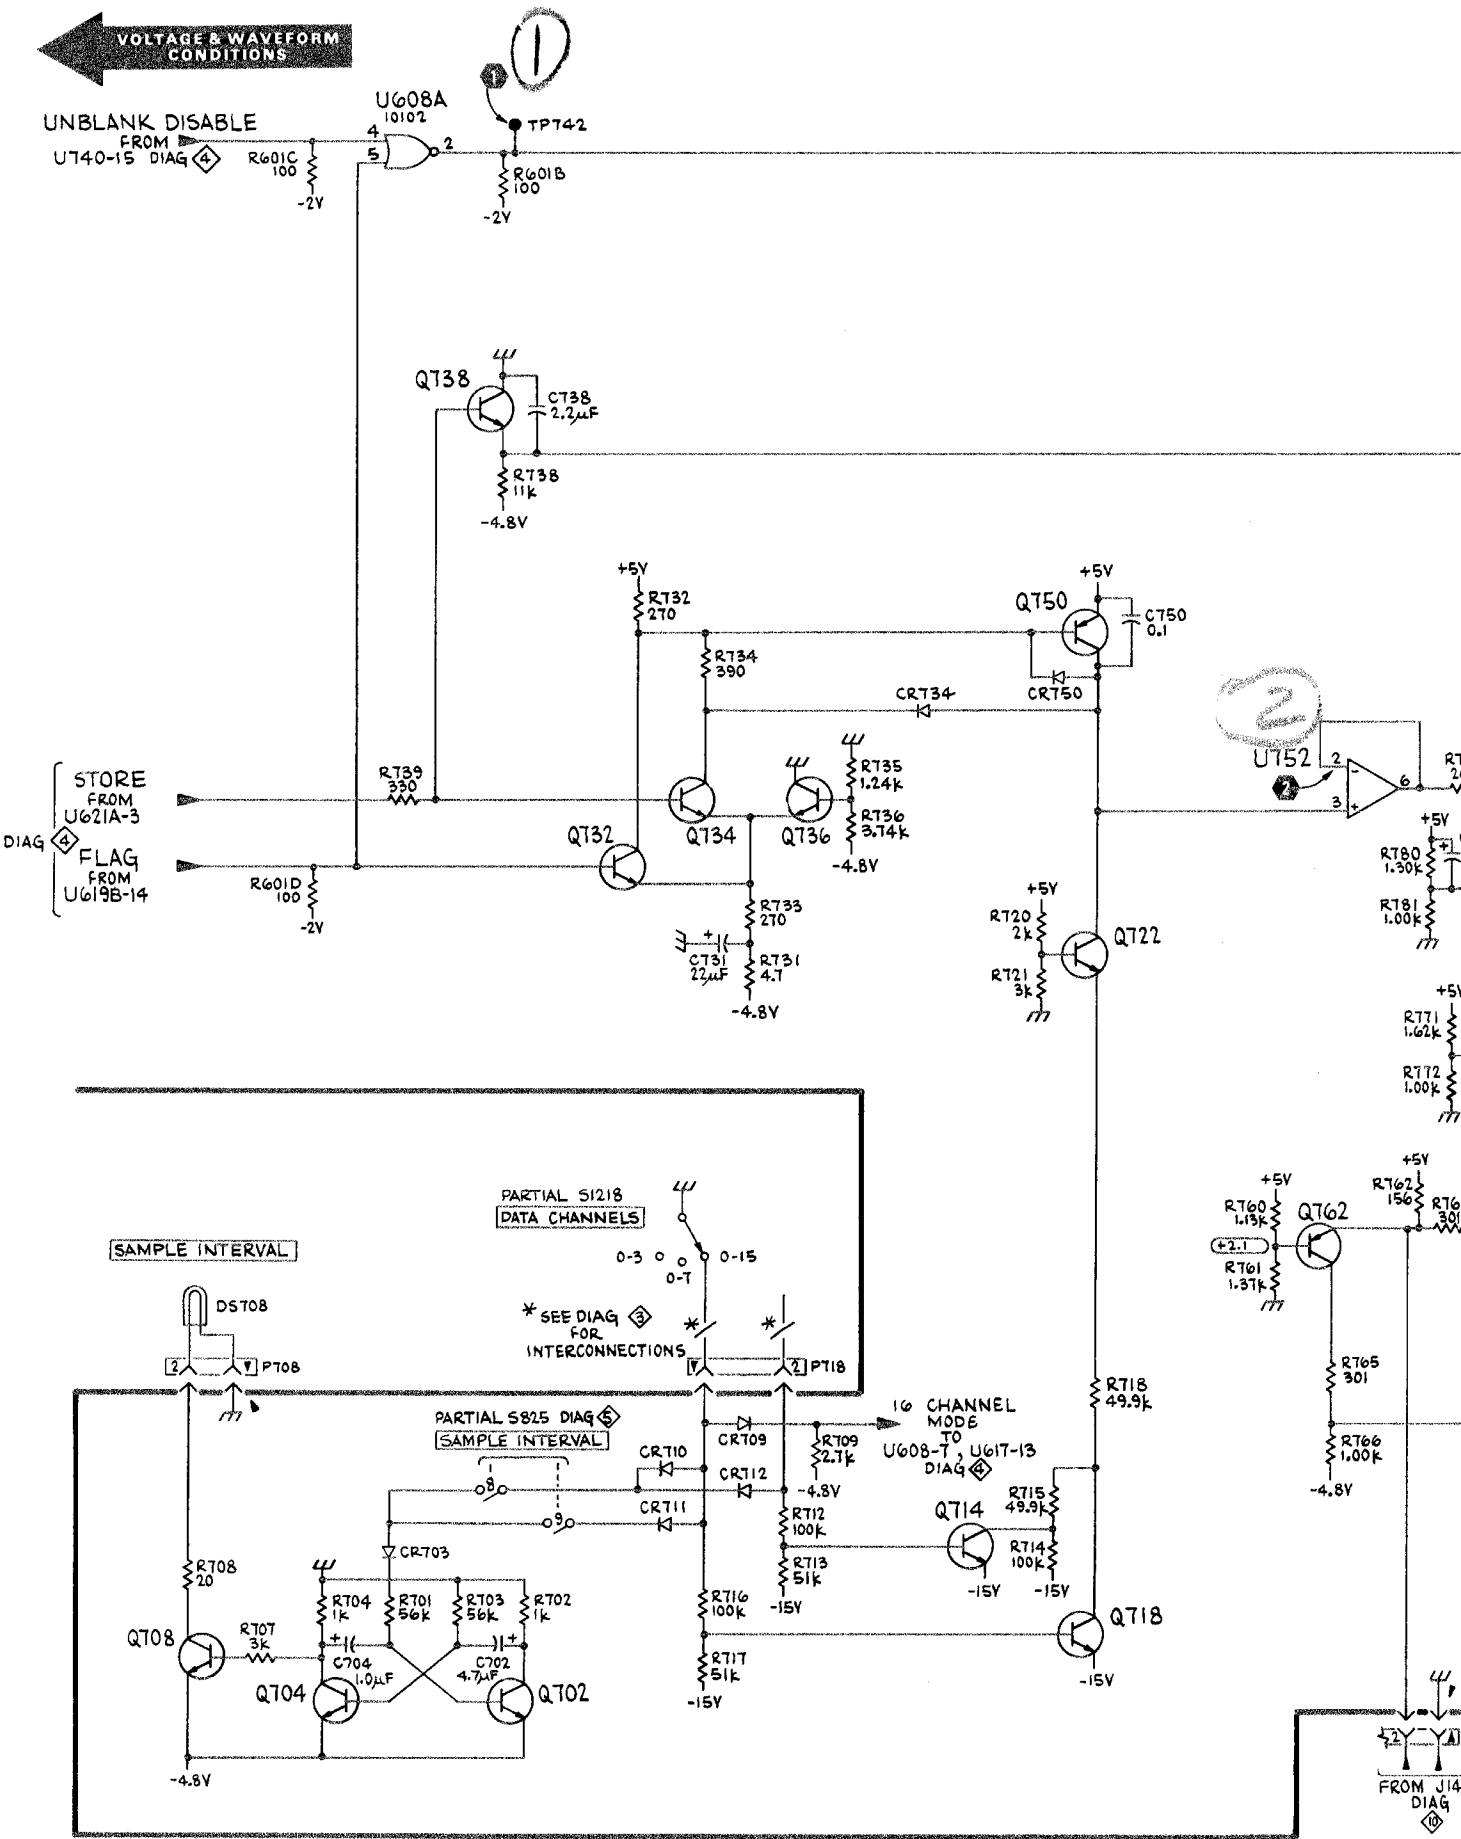 VOLTAGE & WAVEFORM
CONDITIONS
1
1
U608A
10102
TP742
UNBLANK DISABLE
FROM
U740-15 DIAG 4
4
5
2
R601C
100
-2V
R601B
100
-2V
Q738
C738
2.2µF
R738
11K
-4.8V
+5V
R732
270
R734
390
+5V
Q750
C750
0.1
CR750
CR734
2
U752
2
2
-
3
+
6
STORE
FROM
U621A-3
DIAG 4
FLAG
FROM
U619B-14
R739
330
R601D
100
-2V
Q732
Q734
Q736
R735
1.24K
R736
3.74K
-4.8V
R733
270
+
C731
22µF
R731
4.7
-4.8V
+5V
R780
1.30K
+
R781
1.00K
+5V
R720
2K
R721
3K
Q722
+5V
R771
1.62K
R772
1.00K
PARTIAL S1218
DATA CHANNELS
0-3
0-7
0-15
SAMPLE INTERVAL
DS708
2
P708
* SEE DIAG 3
FOR
INTERCONNECTIONS
*
*
2
P718
+5V
R760
1.13K
+2.1
R761
1.37K
Q762
+5V
R762
156
301
R765
301
R766
1.00K
-4.8V
R718
49.9K
PARTIAL S825 DIAG 5
SAMPLE INTERVAL
8
9
CR710
CR712
CR711
CR709
R709
2.7K
-4.8V
16 CHANNEL
MODE
TO
U608-7, U617-13
DIAG 4
R712
100K
R713
51K
-15V
Q714
-15V
R715
49.9K
R714
100K
-15V
CR703
R708
20
R704
1K
R701
56K
R703
56K
R702
1K
R716
100K
R717
51K
-15V
Q718
-15V
Q708
R707
3K
+
C704
1.0µF
C702
4.7µF
+
Q704
Q702
-4.8V
2
FROM J14
DIAG
10